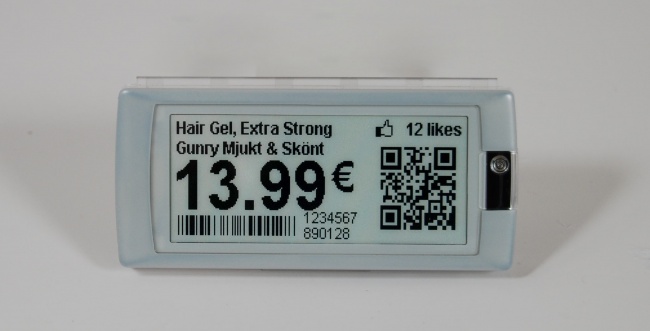 Hair Gel, Extra Strong
12 likes
Gunry Mjukt & Skönt
13.99€
1234567
890128